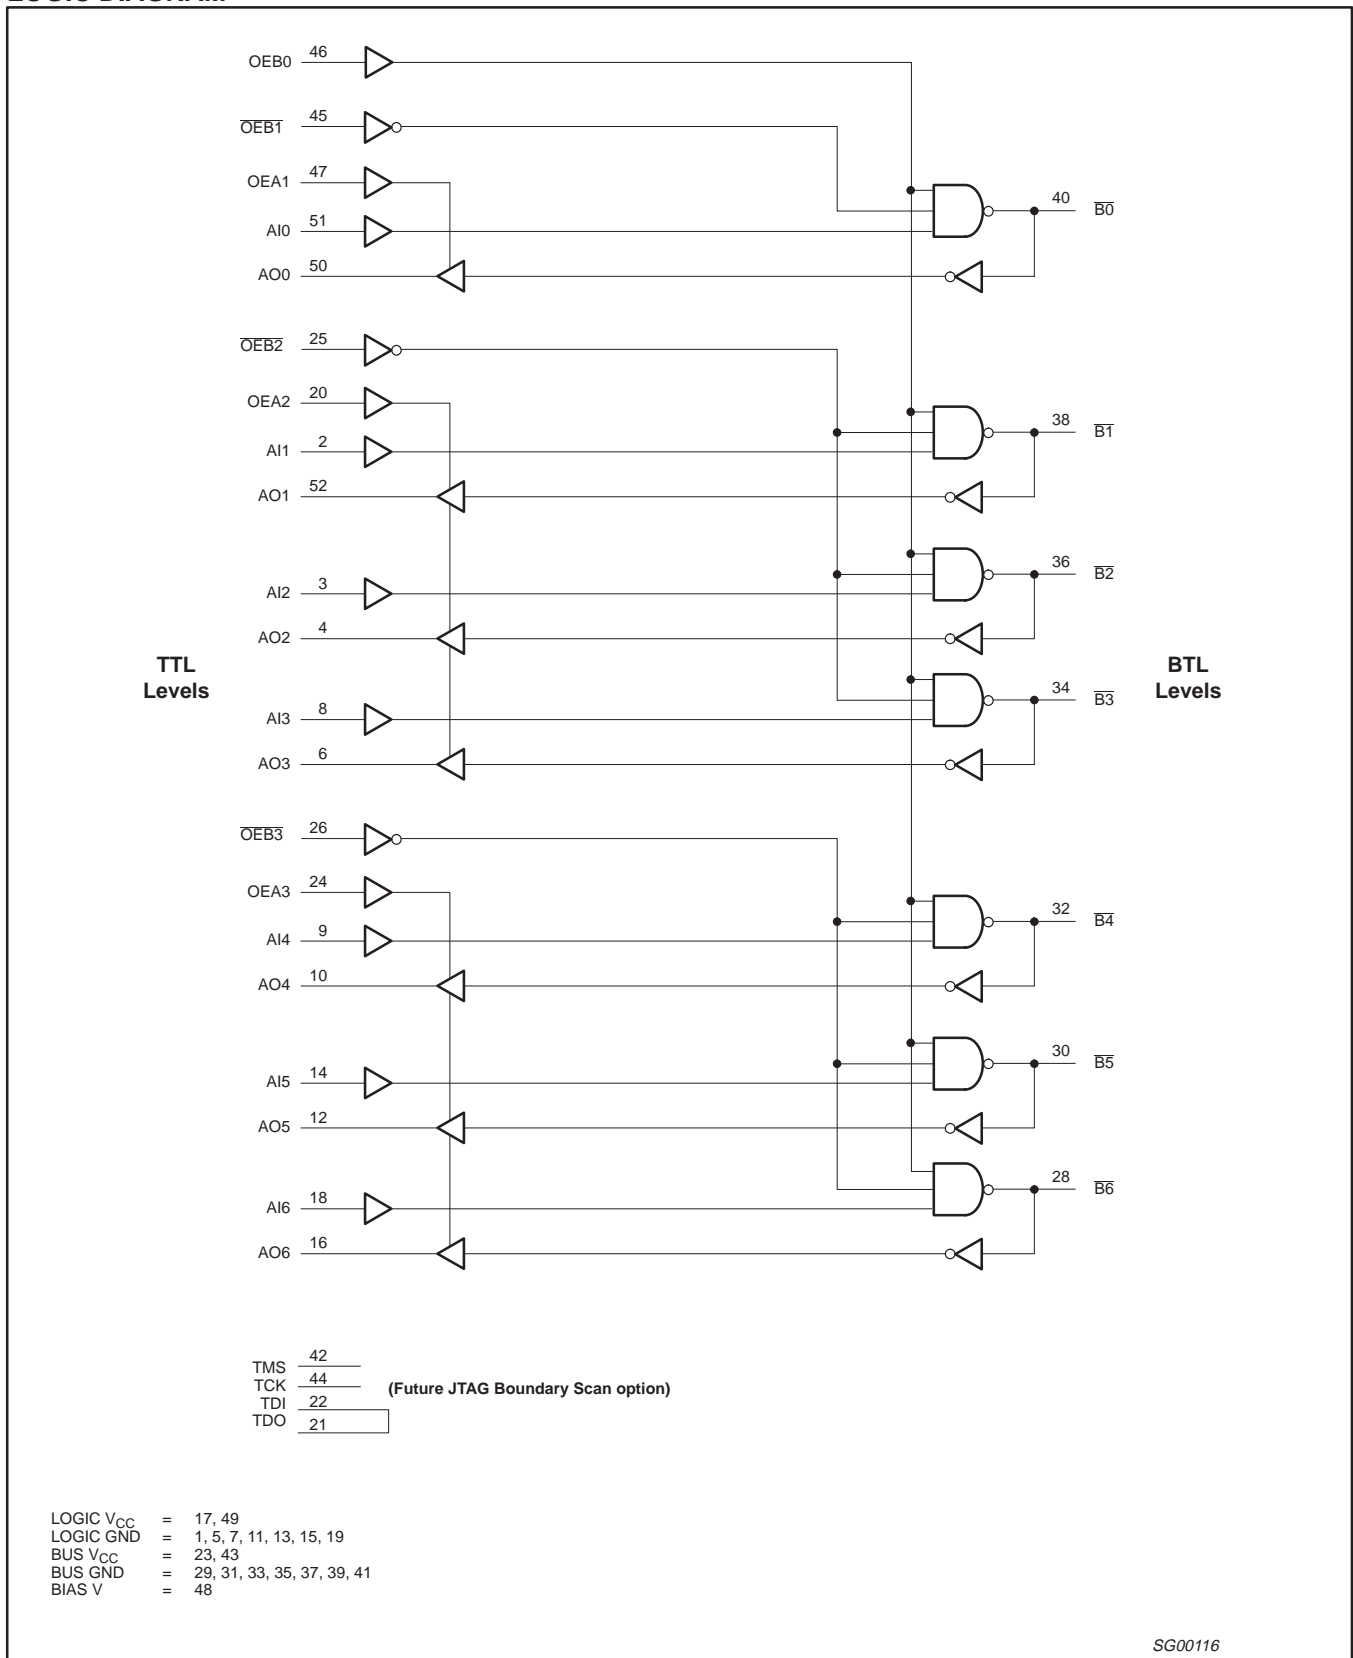 LOGIC DIAGRAM
OEB0 46
OEB1 45
OEA1 47
AI0 51
40 B0
AO0 50
OEB2 25
OEA2 20
38 B1
AI1 2
AO1 52
36 B2
AI2 3
AO2 4
TTL
Levels
BTL
Levels
34 B3
AI3 8
AO3 6
OEB3 26
OEA3 24
32 B4
AI4 9
AO4 10
30 B5
AI5 14
AO5 12
28 B6
AI6 18
AO6 16
TMS 42
TCK 44
(Future JTAG Boundary Scan option)
TDI 22
TDO 21
LOGIC VCC = 17, 49
LOGIC GND = 1, 5, 7, 11, 13, 15, 19
BUS VCC = 23, 43
BUS GND = 29, 31, 33, 35, 37, 39, 41
BIAS V = 48
SG00116